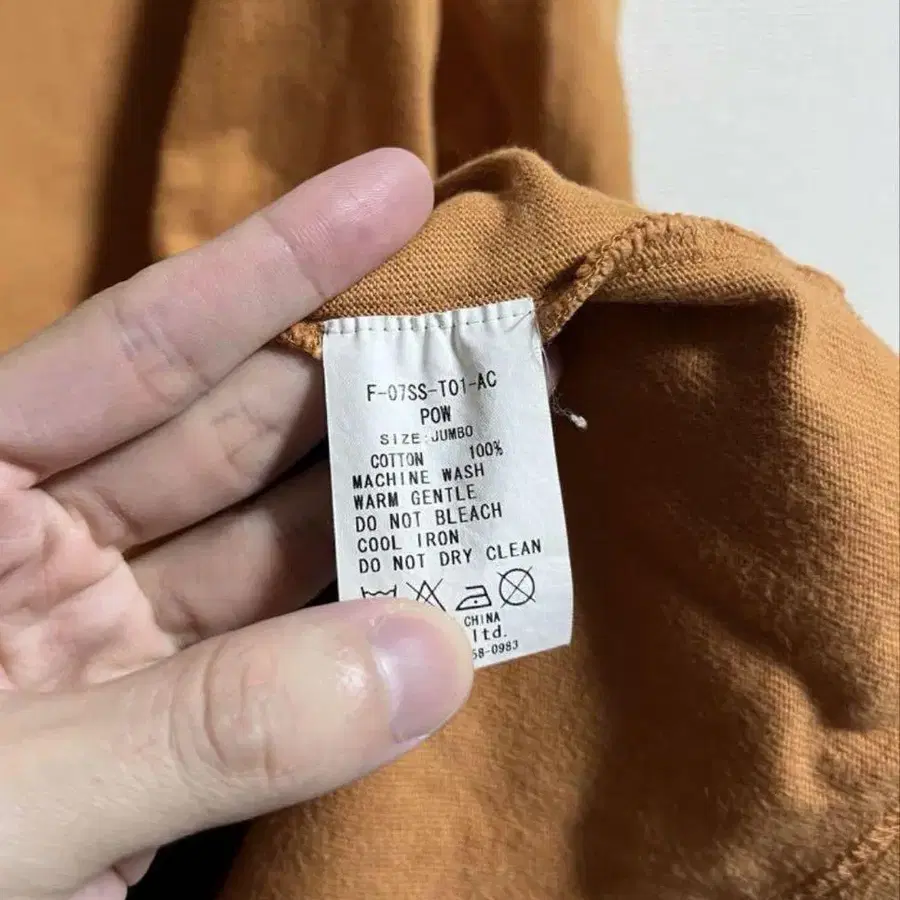 F-07SS-T01-AC
POW
SIZE:JUMBO
COTTON 100%
MACHINE WASH
WARM GENTLE
DO NOT BLEACH
COOL IRON
DO NOT DRY CLEAN
CHINA
ltd.
58-0983